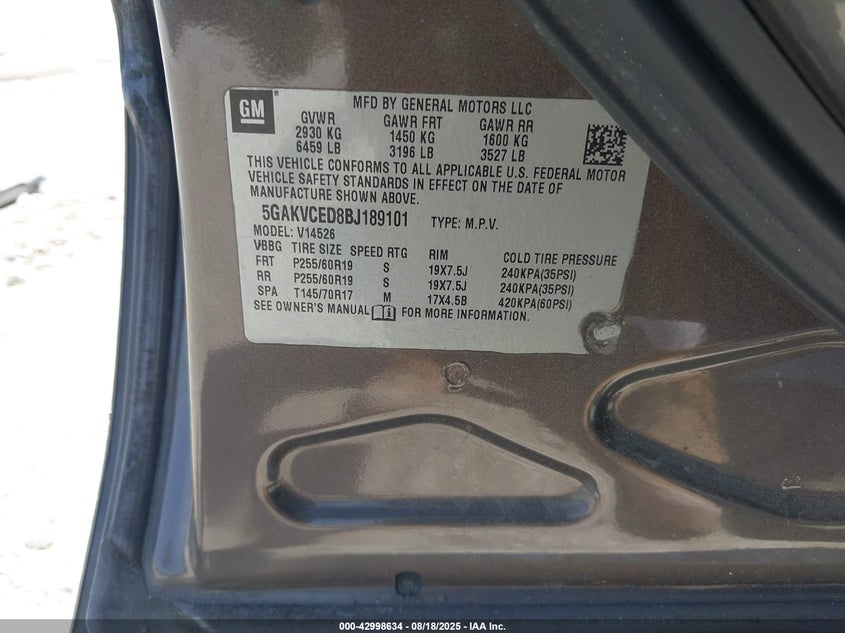 GM
MFD BY GENERAL MOTORS LLC
GVWR GAWR FRT GAWR RR
2930 KG 1450 KG 1600 KG
6459 LB 3196 LB 3527 LB
THIS VEHICLE CONFORMS TO ALL APPLICABLE U.S. FEDERAL MOTOR
VEHICLE SAFETY STANDARDS IN EFFECT ON THE DATE OF
MANUFACTURE SHOWN ABOVE.
5GAKVCED8BJ189101 TYPE: M.P.V.
MODEL: V14526
VBBG TIRE SIZE SPEED RTG RIM COLD TIRE PRESSURE
FRT P255/60R19 S 19X7.5J 240KPA(35PSI)
RR P255/60R19 S 19X7.5J 240KPA(35PSI)
SPA T145/70R17 M 17X4.5B 420KPA(60PSI)
SEE OWNER'S MANUAL FOR MORE INFORMATION.
000-42998634 - 08/18/2025 - IAA Inc.